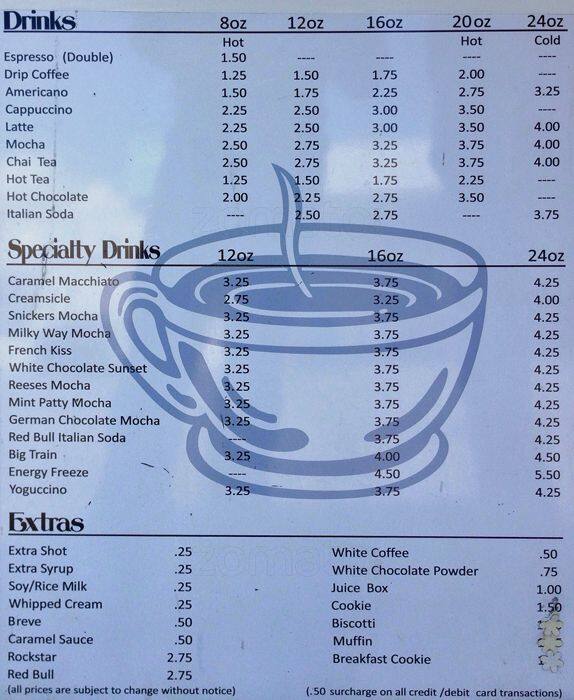 Drinks 8oz 12oz 16oz 20oz 24oz
Hot Hot Cold
Espresso (Double) 1.50 ---- ---- ---- ----
Drip Coffee 1.25 1.50 1.75 2.00 ----
Americano 1.50 1.75 2.25 2.75 3.25
Cappuccino 2.25 2.50 3.00 3.50 ----
Latte 2.25 2.50 3.00 3.50 4.00
Mocha 2.50 2.75 3.25 3.75 4.00
Chai Tea 2.50 2.75 3.25 3.75 4.00
Hot Tea 1.25 1.50 1.75 2.25 ----
Hot Chocolate 2.00 2.25 2.75 3.50 ----
Italian Soda ---- 2.50 2.75 ---- 3.75
Specialty Drinks 12oz 16oz 24oz
Caramel Macchiato 3.25 3.75 4.25
Creamsicle 2.75 3.25 4.00
Snickers Mocha 3.25 3.75 4.25
Milky Way Mocha 3.25 3.75 4.25
French Kiss 3.25 3.75 4.25
White Chocolate Sunset 3.25 3.75 4.25
Reeses Mocha 3.25 3.75 4.25
Mint Patty Mocha 3.25 3.75 4.25
German Chocolate Mocha 3.25 3.75 4.25
Red Bull Italian Soda ---- 3.75 4.25
Big Train 3.25 4.00 4.50
Energy Freeze ---- 4.50 5.50
Yoguccino 3.25 3.75 4.25
Extras
Extra Shot .25 White Coffee .50
Extra Syrup .25 White Chocolate Powder .75
Soy/Rice Milk .25 Juice Box 1.00
Whipped Cream .25 Cookie 1.50
Breve .50 Biscotti
Caramel Sauce .50 Muffin
Rockstar 2.75 Breakfast Cookie
Red Bull 2.75
(all prices are subject to change without notice) (.50 surcharge on all credit /debit card transactions)